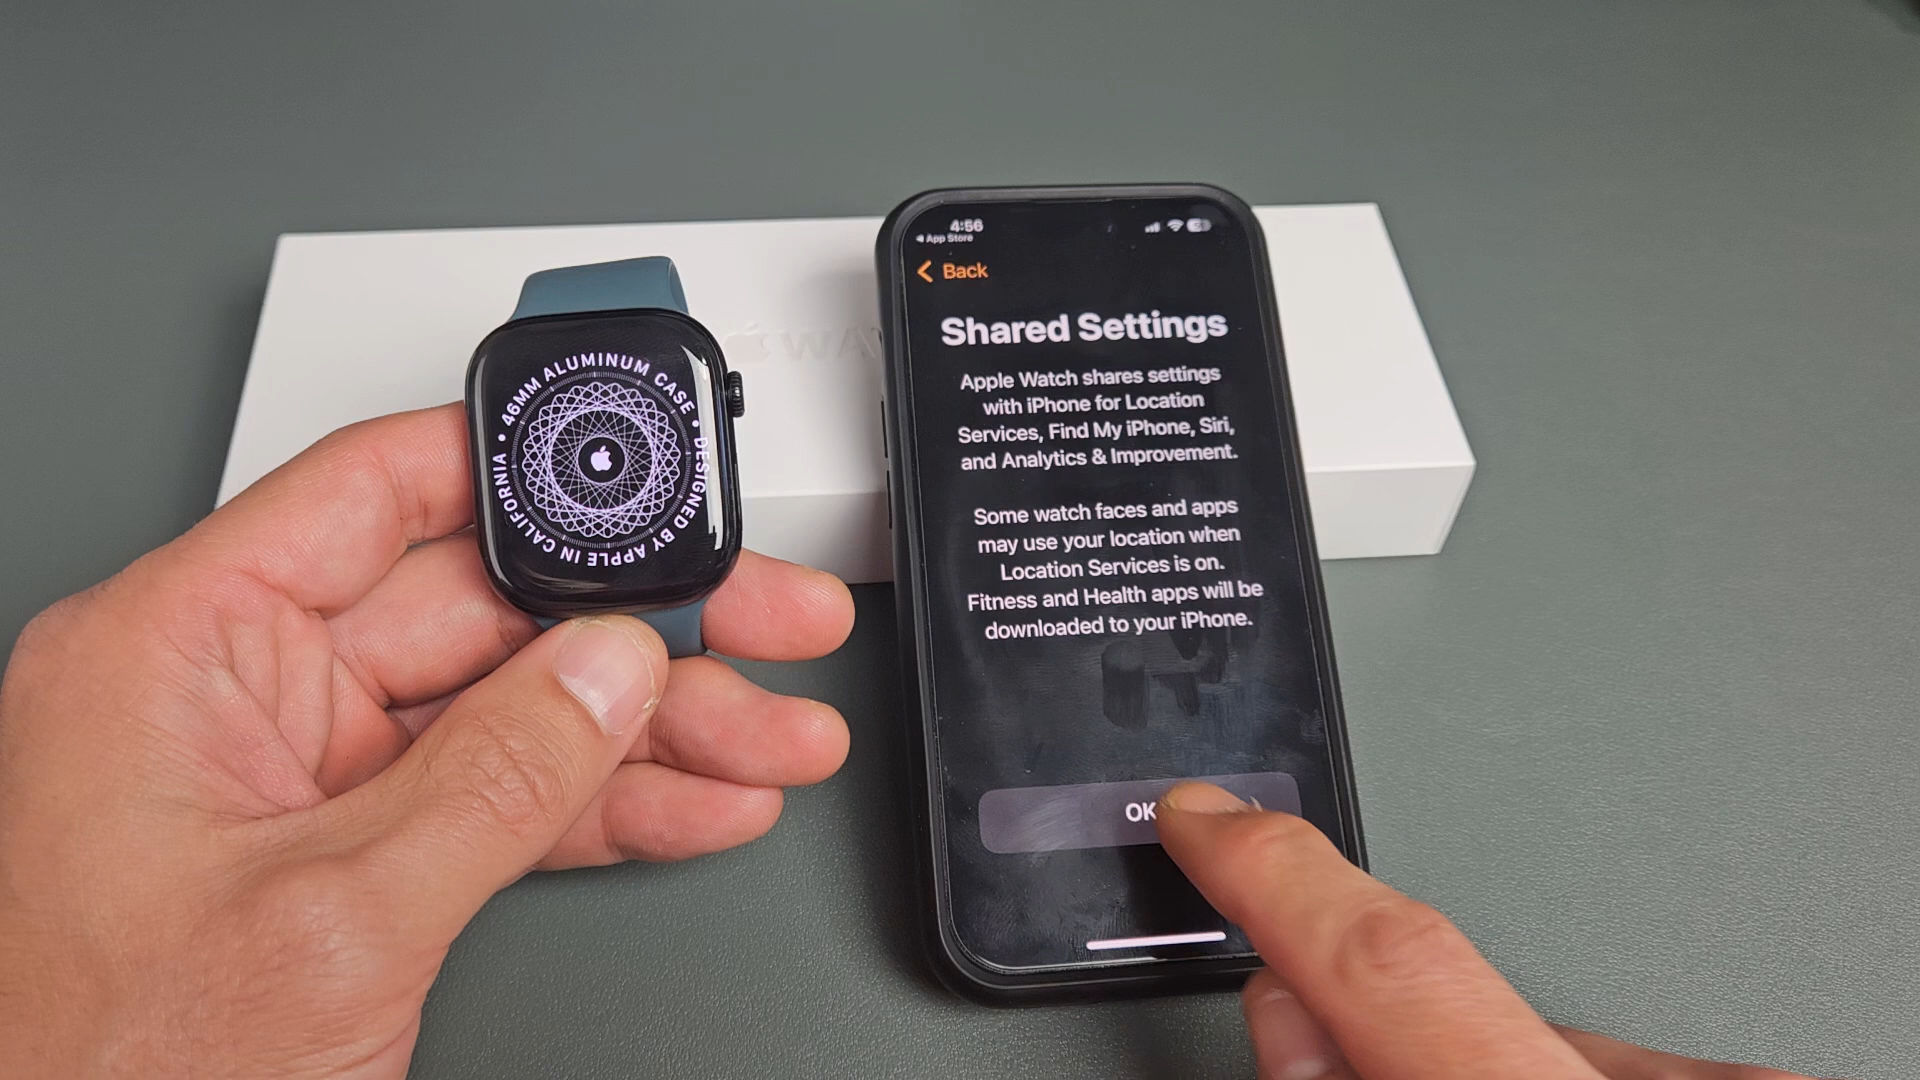 46MM ALUMINUM CASE • DESIGNED BY APPLE IN CALIFORNIA •
4:56
App Store
Back
Shared Settings
Apple Watch shares settings
with iPhone for Location
Services, Find My iPhone, Siri,
and Analytics & Improvement.
Some watch faces and apps
may use your location when
Location Services is on.
Fitness and Health apps will be
downloaded to your iPhone.
OK